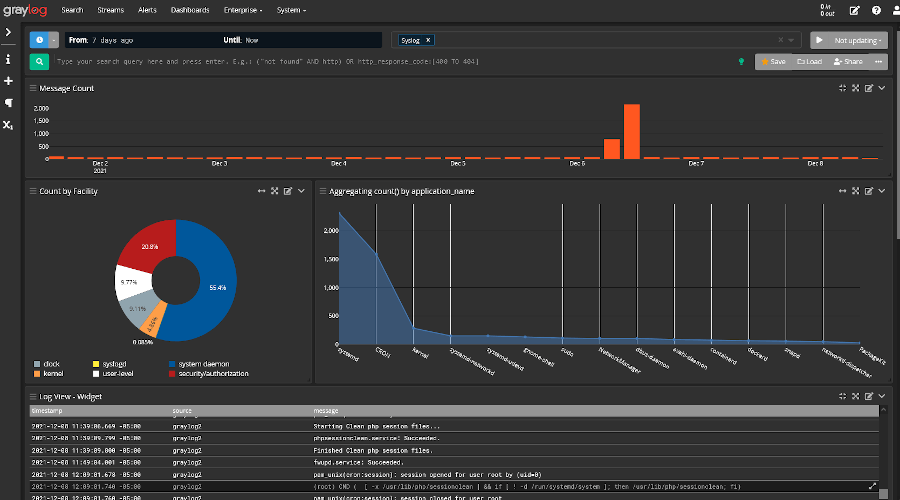 graylog Search Streams Alerts Dashboards Enterprise System 0 in
0 out
From: 7 days ago Until: Now Syslog x Not updating
Type your search query here and press enter. E.g.: ("not found" AND http) OR http_response_code:[400 TO 404] Save Load Share ...
Message Count
2,000
1,500
1,000
500
0
Dec 2 Dec 3 Dec 4 Dec 5 Dec 6 Dec 7 Dec 8
2021
Count by Facility
20.8%
9.77%
55.4%
9.11%
4.86%
0.085%
clock syslogd system daemon
kernel user-level security/authorization
Aggregating count() by application_name
2,000
1,500
1,000
500
0
systemd CRON kernel systemd-networkd systemd-udevd gnome-shell sudo NetworkManager dbus-daemon avahi-daemon containerd dockerd snapd networkd-dispatcher PackageKit
Log View - Widget
timestamp source message
2021-12-08 11:39:06.669 -05:00 graylog2 Starting Clean php session files...
2021-12-08 11:39:09.799 -05:00 graylog2 phpsessionclean.service: Succeeded.
2021-12-08 11:39:09.800 -05:00 graylog2 Finished Clean php session files.
2021-12-08 11:49:04.001 -05:00 graylog2 fwupd.service: Succeeded.
2021-12-08 12:09:01.678 -05:00 graylog2 pam_unix(cron:session): session opened for user root by (uid=0)
2021-12-08 12:09:01.740 -05:00 graylog2 (root) CMD ( [ -x /usr/lib/php/sessionclean ] && if [ ! -d /run/systemd/system ]; then /usr/lib/php/sessionclean; fi)
2021-12-08 12:09:01.760 -05:00 graylog2 pam_unix(cron:session): session closed for user root